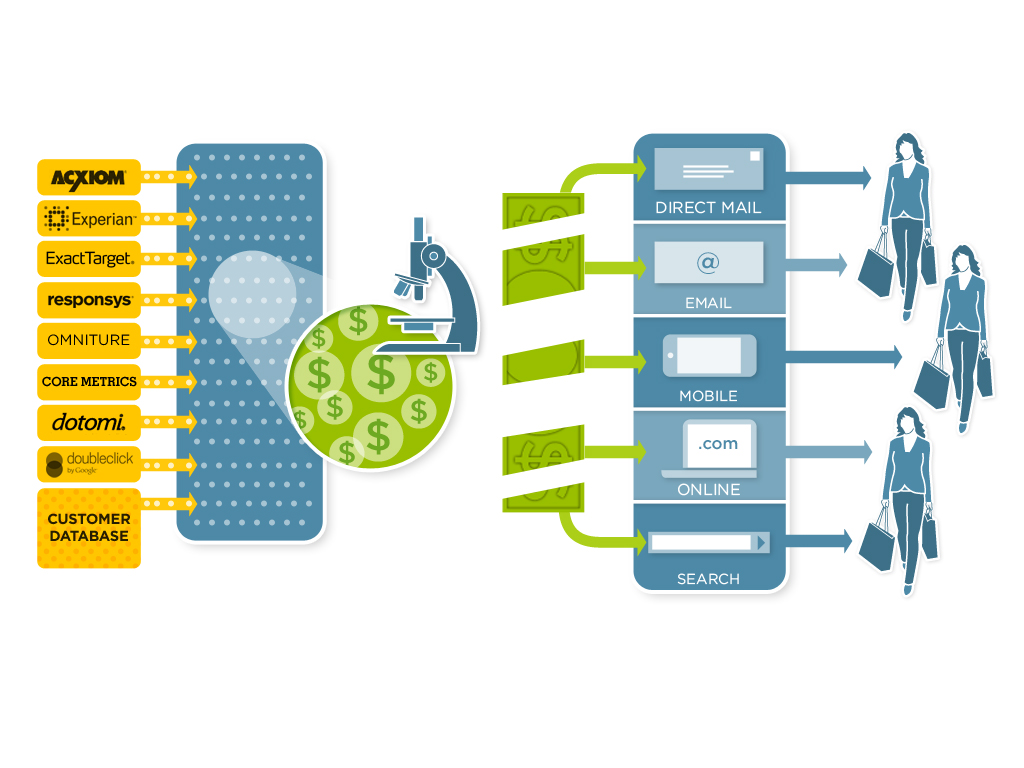 ACXIOM®
Experian™
ExactTarget®
responsys®
OMNITURE
CORE METRICS
dotomi®
doubleclick
by Google
CUSTOMER
DATABASE
$
$
$
$
$
$
$
$
$
$
DIRECT MAIL
@
EMAIL
MOBILE
.com
ONLINE
SEARCH